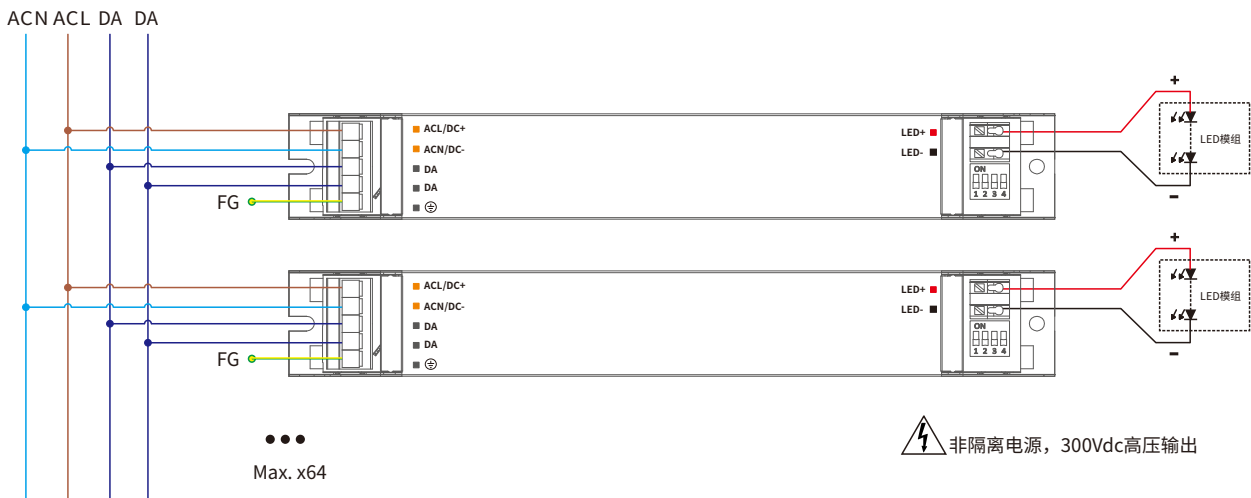 ACN ACL DA DA
ACL/DC+
ACN/DC-
DA
DA
FG
LED+
LED-
ON
1 2 3 4
+
LED模组
-
ACL/DC+
ACN/DC-
DA
DA
FG
LED+
LED-
ON
1 2 3 4
+
LED模组
-
Max. x64
非隔离电源，300Vdc高压输出